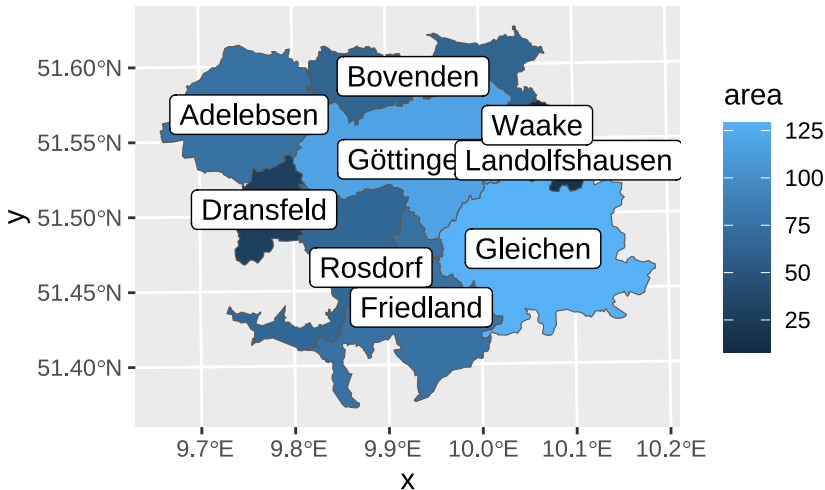 51.60°N
51.55°N
51.50°N
51.45°N
51.40°N
y
Bovenden
Adelebsen
Waake
Göttinge
Landolfshausen
Dransfeld
Gleichen
Rosdorf
Friedland
9.7°E 9.8°E 9.9°E 10.0°E 10.1°E 10.2°E
x
area
125
100
75
50
25